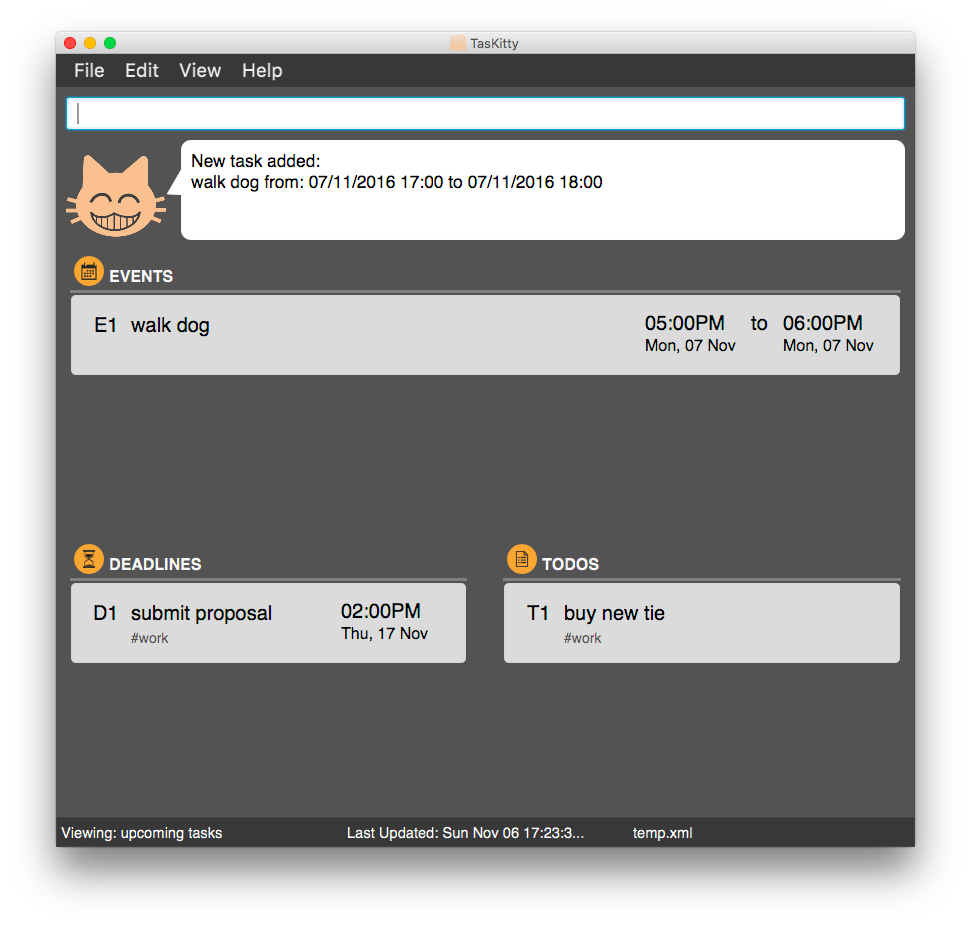 TasKitty
File Edit View Help
New task added:
walk dog from: 07/11/2016 17:00 to 07/11/2016 18:00
EVENTS
E1 walk dog 05:00PM to 06:00PM
Mon, 07 Nov Mon, 07 Nov
DEADLINES
D1 submit proposal 02:00PM
#work Thu, 17 Nov
TODOS
T1 buy new tie
#work
Viewing: upcoming tasks Last Updated: Sun Nov 06 17:23:3... temp.xml